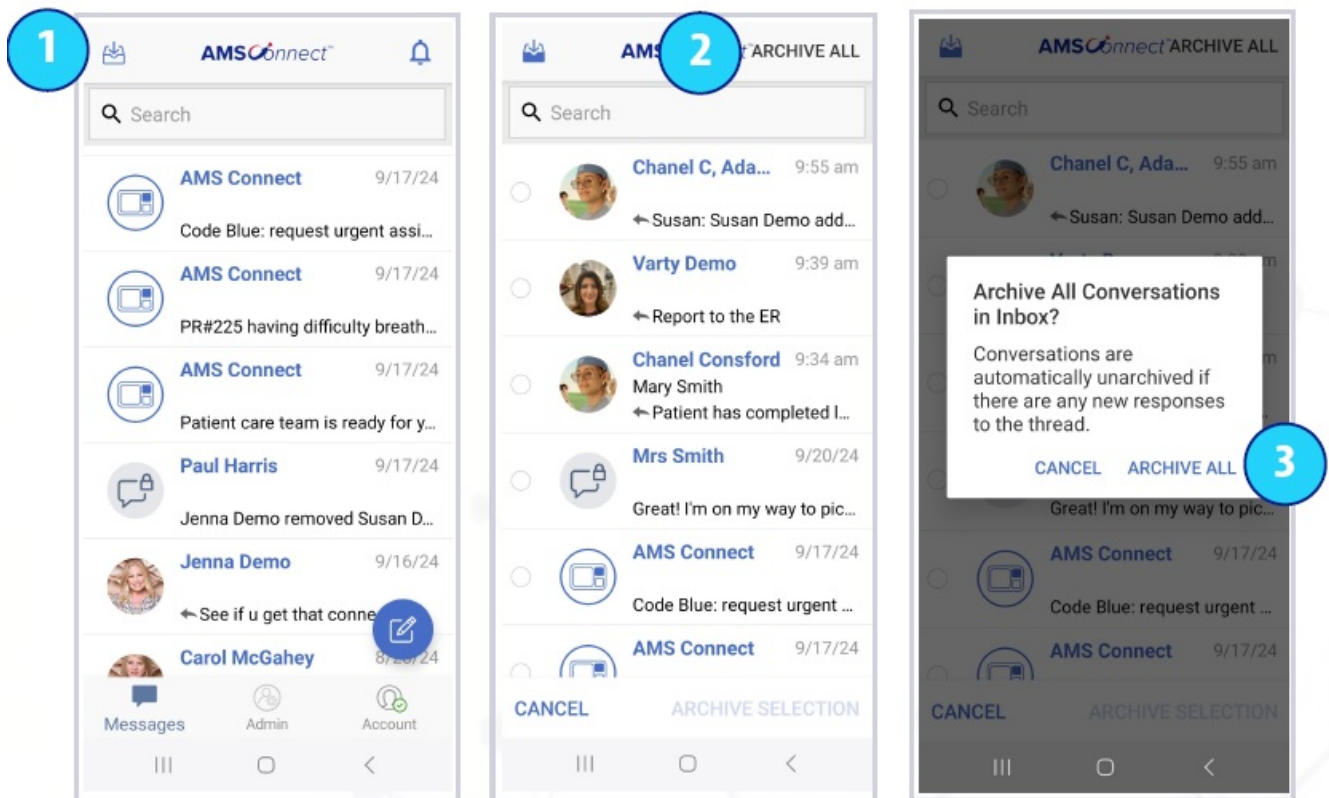 1
AMSConnect™
Search
AMS Connect 9/17/24
Code Blue: request urgent assi...
AMS Connect 9/17/24
PR#225 having difficulty breath...
AMS Connect 9/17/24
Patient care team is ready for y...
Paul Harris 9/17/24
Jenna Demo removed Susan D...
Jenna Demo 9/16/24
See if u get that conne
Carol McGahey
Messages Admin Account
2
AMS ARCHIVE ALL
Search
Chanel C, Ada... 9:55 am
Susan: Susan Demo add...
Varty Demo 9:39 am
Report to the ER
Chanel Consford 9:34 am
Mary Smith
Patient has completed l...
Mrs Smith 9/20/24
Great! I'm on my way to pic...
AMS Connect 9/17/24
Code Blue: request urgent ...
AMS Connect 9/17/24
CANCEL ARCHIVE SELECTION
AMSConnect ARCHIVE ALL
Search
Chanel C, Ada... 9:55 am
Susan: Susan Demo add...
Archive All Conversations
in Inbox?
Conversations are
automatically unarchived if
there are any new responses
to the thread.
CANCEL ARCHIVE ALL
3
Great! I'm on my way to pic...
AMS Connect 9/17/24
Code Blue: request urgent ...
AMS Connect 9/17/24
CANCEL ARCHIVE SELECTION